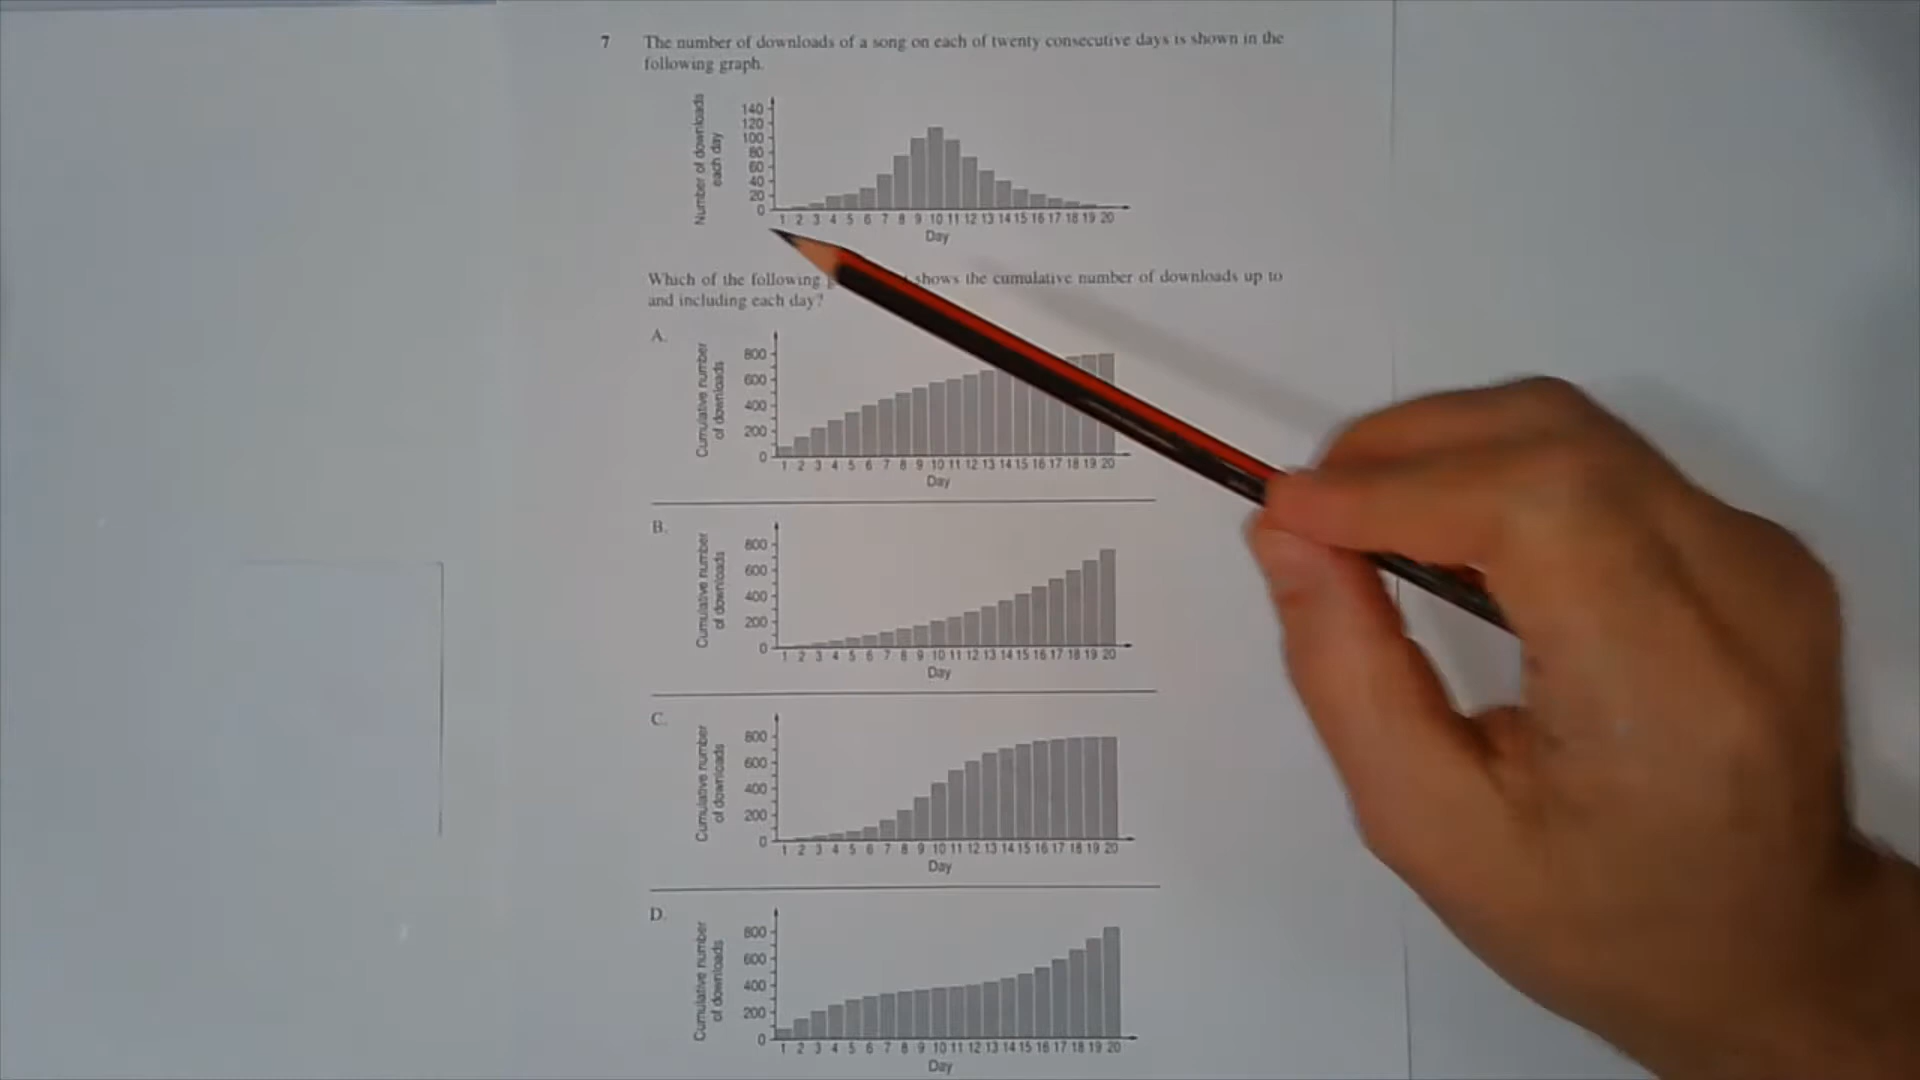 7 The number of downloads of a song on each of twenty consecutive days is shown in the
following graph.
Number of downloads
each day
140
120
100
80
60
40
20
0
1 2 3 4 5 6 7 8 9 10 11 12 13 14 15 16 17 18 19 20
Day
Which of the following shows the cumulative number of downloads up to
and including each day?
A.
Cumulative number
of downloads
800
600
400
200
0
1 2 3 4 5 6 7 8 9 10 11 12 13 14 15 16 17 18 19 20
Day
B.
Cumulative number
of downloads
800
600
400
200
0
1 2 3 4 5 6 7 8 9 10 11 12 13 14 15 16 17 18 19 20
Day
C.
Cumulative number
of downloads
800
600
400
200
0
1 2 3 4 5 6 7 8 9 10 11 12 13 14 15 16 17 18 19 20
Day
D.
Cumulative number
of downloads
800
600
400
200
0
1 2 3 4 5 6 7 8 9 10 11 12 13 14 15 16 17 18 19 20
Day